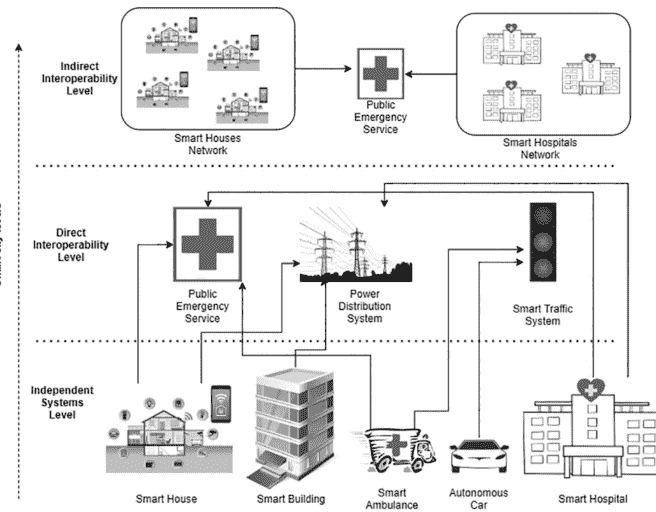 Indirect
Interoperability
Level
Public
Emergency
Service
Smart Houses
Network
Smart Hospitals
Network
Direct
Interoperability
Level
Public
Emergency
Service
Power
Distribution
System
Smart Traffic
System
Independent
Systems
Level
Smart House
Smart Building
Smart
Ambulance
Autonomous
Car
Smart Hospital